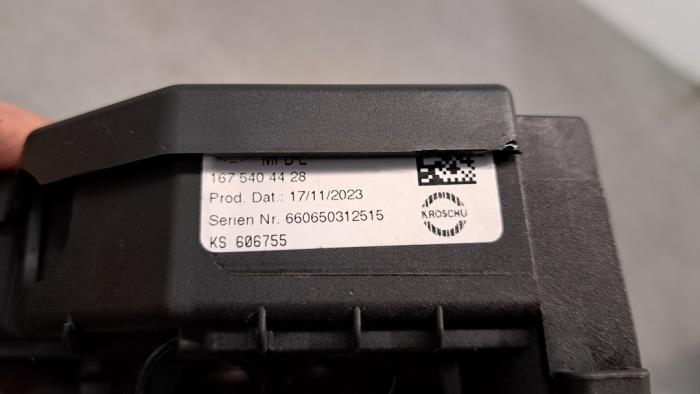 167 540 44 28
Prod. Dat.: 17/11/2023
Serien Nr. 660650312515
KROSCHU
KS 606755